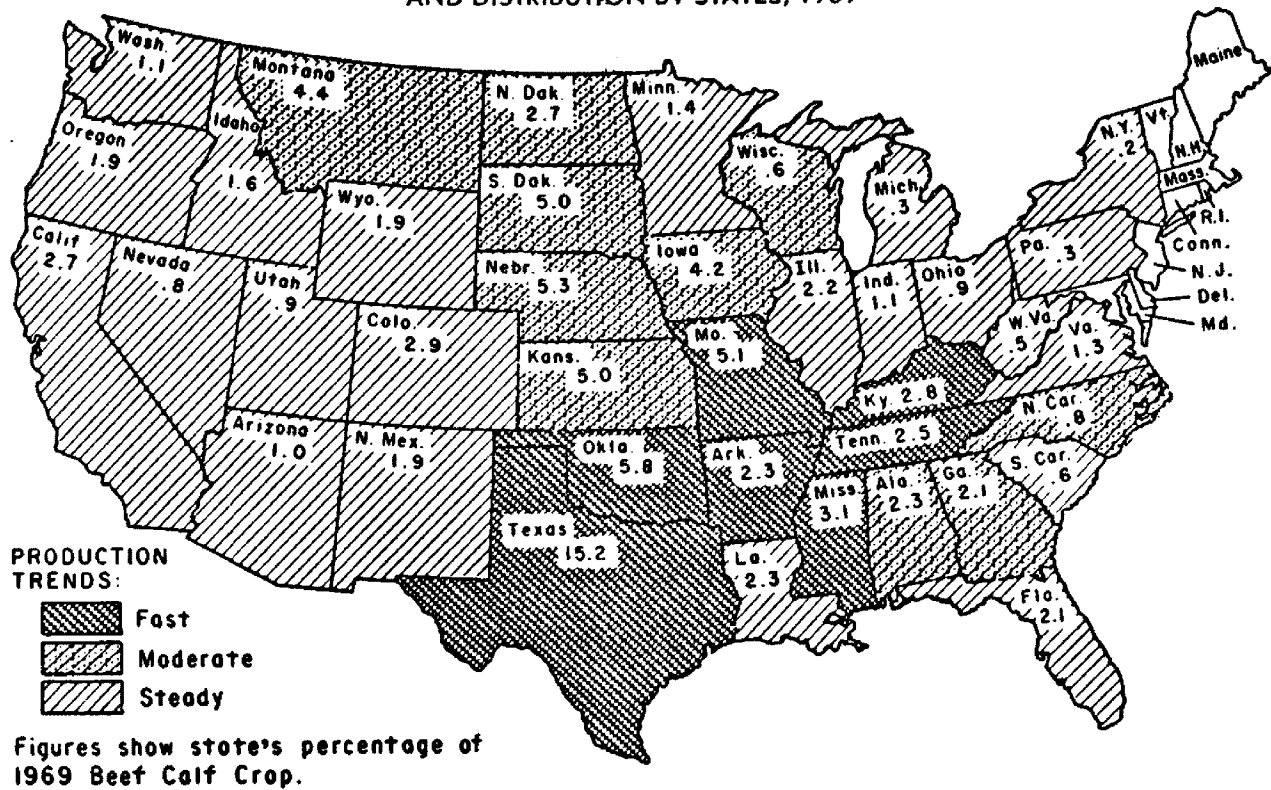 AND DISTRIBUTION BY STATES, 1969
Wash.
1.1
Montana
4.4
N. Dak.
2.7
Minn.
1.4
Maine
Oregon
1.9
Idaho
1.6
Wyo.
1.9
S. Dak.
5.0
Wisc.
.6
Mich.
.3
N.Y.
.2
Vt.
N.H.
Mass.
R.I.
Conn.
N.J.
Del.
Md.
Calif
2.7
Nevada
.8
Utah
.9
Colo.
2.9
Nebr.
5.3
Iowa
4.2
Ill.
2.2
Ind.
1.1
Ohio
.9
Pa.
.3
W. Va.
.5
Va.
1.3
Kans.
5.0
Mo.
5.1
Ky. 2.8
N. Car.
.8
Arizona
1.0
N. Mex.
1.9
Okla.
5.8
Ark.
2.3
Tenn. 2.5
S. Car.
.6
Texas
15.2
La.
2.3
Miss.
3.1
Ala.
2.3
Ga.
2.1
Fla.
2.1
PRODUCTION
TRENDS:
Fast
Moderate
Steady
Figures show state's percentage of
1969 Beef Calf Crop.